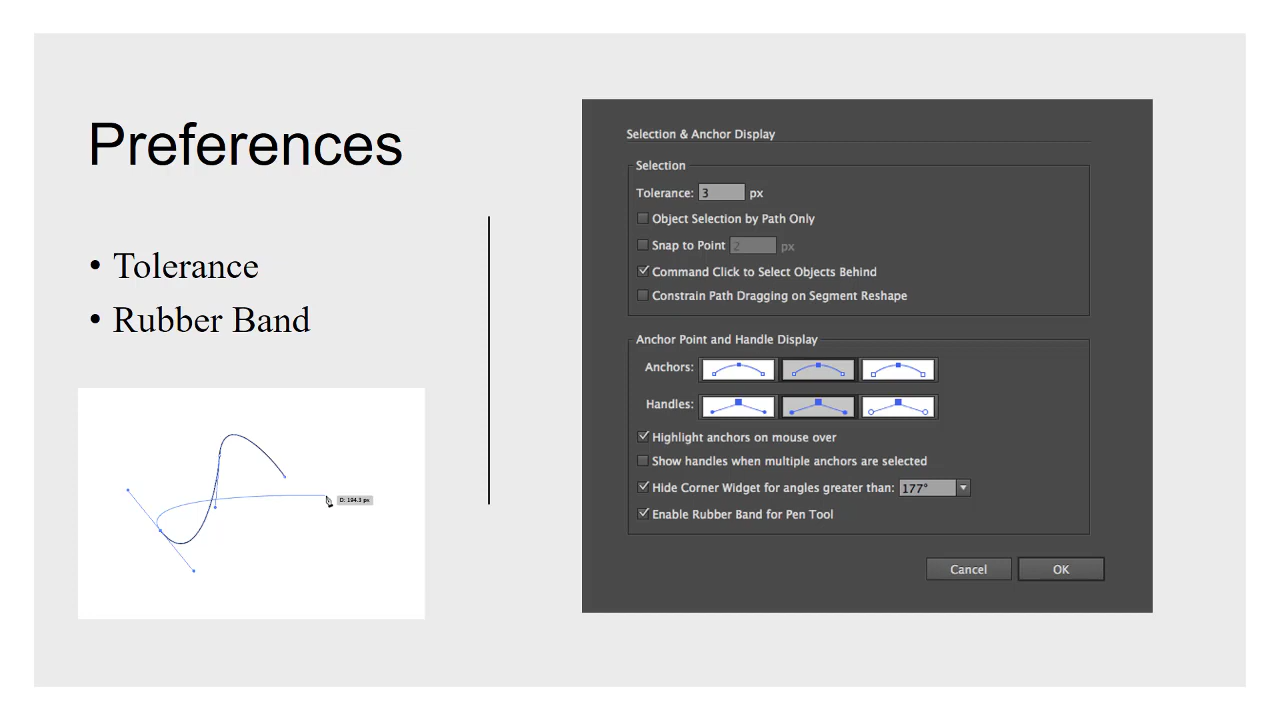 Preferences
• Tolerance
• Rubber Band
D: 194.3 px
Selection & Anchor Display
Selection
Tolerance: 3 px
Object Selection by Path Only
Snap to Point 2 px
Command Click to Select Objects Behind
Constrain Path Dragging on Segment Reshape
Anchor Point and Handle Display
Anchors:
Handles:
Highlight anchors on mouse over
Show handles when multiple anchors are selected
Hide Corner Widget for angles greater than: 177°
Enable Rubber Band for Pen Tool
Cancel OK